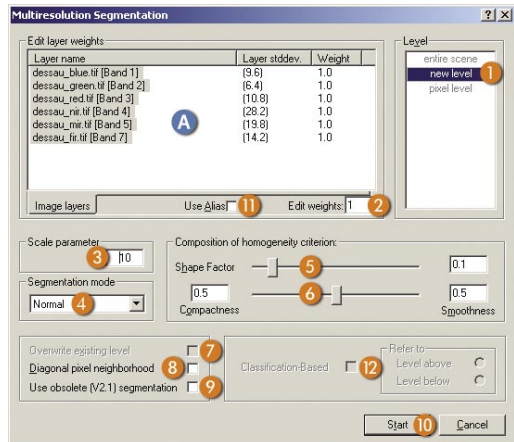 Multiresolution Segmentation
Edit layer weights
Layer name Layer stddev. Weight
dessau_blue.tif [Band 1] (9.6) 1.0
dessau_green.tif [Band 2] (6.4) 1.0
dessau_red.tif [Band 3] (10.8) 1.0
dessau_nir.tif [Band 4] (28.2) 1.0
dessau_mir.tif [Band 5] (19.8) 1.0
dessau_fir.tif [Band 7] (14.2) 1.0
A
Image layers Use Alias 11 Edit weights: 1 2
Level
entire scene
new level 1
pixel level
Scale parameter
3 10
Segmentation mode
Normal 4
Composition of homogeneity criterion:
Shape Factor 5 0.1
0.5 6 0.5
Compactness Smoothness
Overwrite existing level 7
Diagonal pixel neighborhood 8
Use obsolete (V2.1) segmentation 9
Classification-Based 12
Refer to
Level above
Level below
Start 10 Cancel